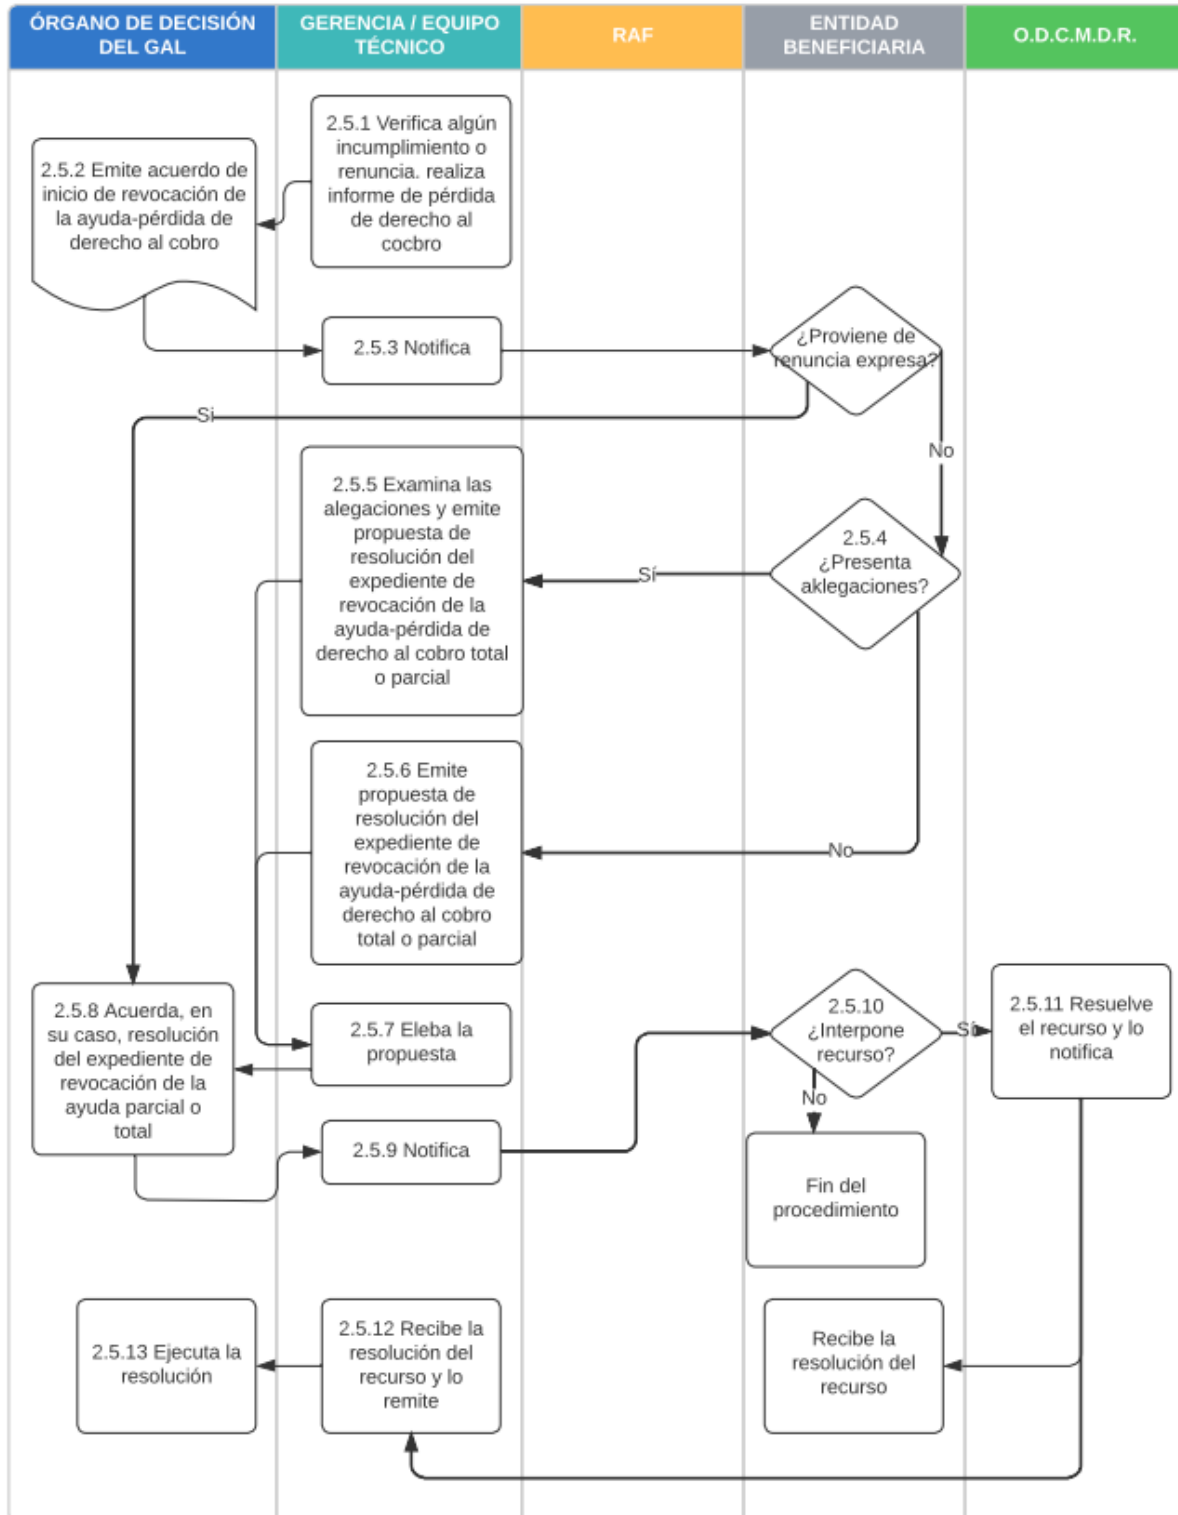 ÓRGANO DE DECISIÓN
DEL GAL
GERENCIA / EQUIPO
TÉCNICO
RAF
ENTIDAD
BENEFICIARIA
O.D.C.M.D.R.
2.5.1 Verifica algún
incumplimiento o
renuncia. realiza
informe de pérdida
de derecho al
cocbro
2.5.2 Emite acuerdo de
inicio de revocación de
la ayuda-pérdida de
derecho al cobro
2.5.3 Notifica
¿Proviene de
renuncia expresa?
Si
No
2.5.4
¿Presenta
aklegaciones?
Sí
2.5.5 Examina las
alegaciones y emite
propuesta de
resolución del
expediente de
revocación de la
ayuda-pérdida de
derecho al cobro total
o parcial
No
2.5.6 Emite
propuesta de
resolución del
expediente de
revocación de la
ayuda-pérdida de
derecho al cobro
total o parcial
2.5.7 Eleba la
propuesta
2.5.8 Acuerda, en
su caso, resolución
del expediente de
revocación de la
ayuda parcial o
total
2.5.9 Notifica
2.5.10
¿Interpone
recurso?
Sí
No
2.5.11 Resuelve
el recurso y lo
notifica
Fin del
procedimiento
2.5.13 Ejecuta la
resolución
2.5.12 Recibe la
resolución del
recurso y lo
remite
Recibe la
resolución del
recurso